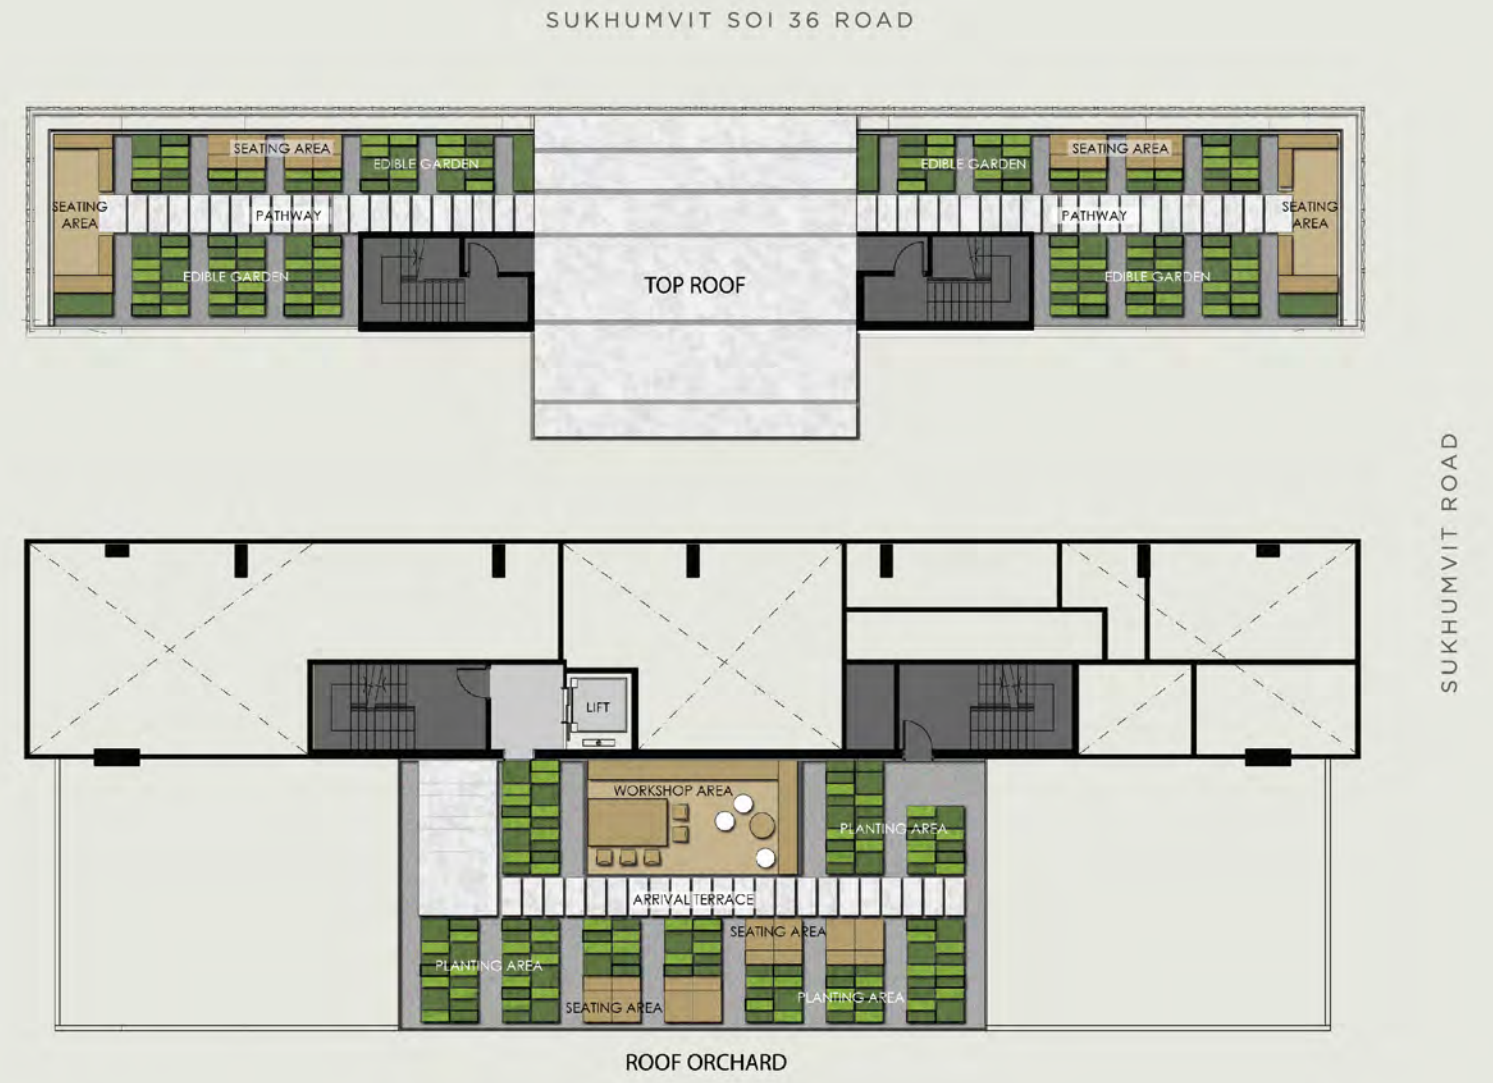 SUKHUMVIT SOI 36 ROAD
SEATING AREA
EDIBLE GARDEN
EDIBLE GARDEN
SEATING AREA
SEATING
AREA
PATHWAY
PATHWAY
SEATING
AREA
EDIBLE GARDEN
TOP ROOF
EDIBLE GARDEN
SUKHUMVIT ROAD
LIFT
WORKSHOP AREA
PLANTING AREA
ARRIVAL TERRACE
SEATING AREA
PLANTING AREA
PLANTING AREA
SEATING AREA
ROOF ORCHARD